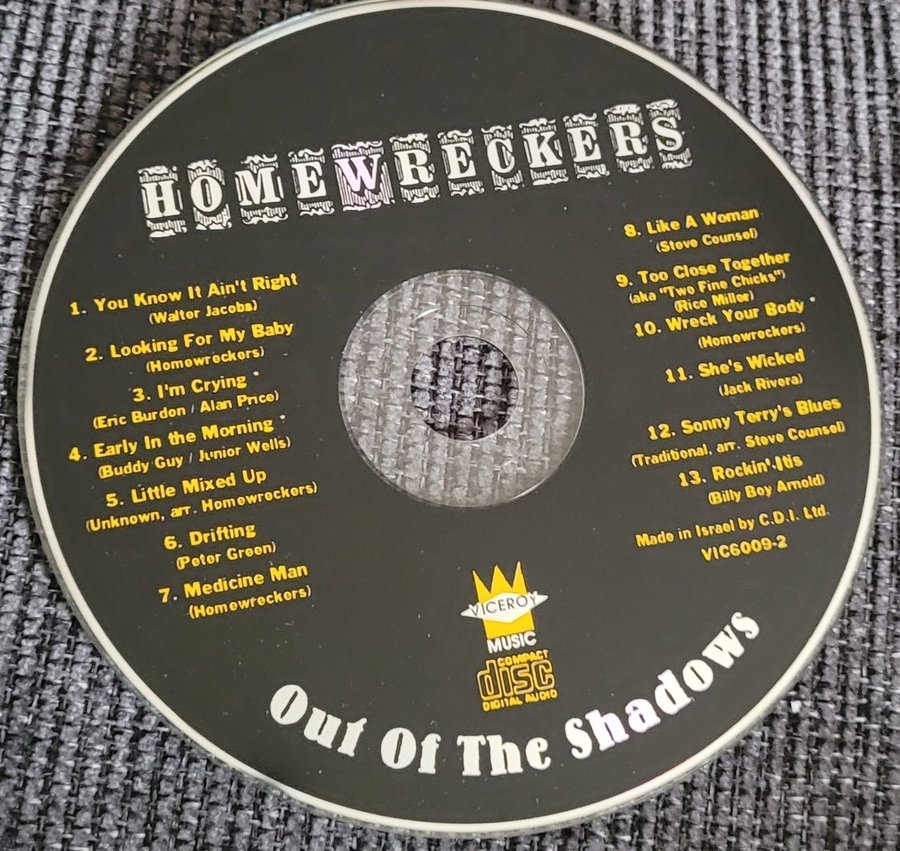 HOMEWRECKERS
1. You Know It Ain't Right
(Walter Jacobs)
2. Looking For My Baby
(Homewreckers)
3. I'm Crying *
(Eric Burdon / Alan Price)
4. Early In the Morning *
(Buddy Guy / Junior Wells)
5. Little Mixed Up
(Unknown, arr. Homewreckers)
6. Drifting
(Peter Green)
7. Medicine Man
(Homewreckers)
8. Like A Woman
(Steve Counsel)
9. Too Close Together
(aka "Two Fine Chicks")
(Rice Miller)
10. Wreck Your Body *
(Homewreckers)
11. She's Wicked
(Jack Rivera)
12. Sonny Terry's Blues
(Traditional, arr. Steve Counsel)
13. Rockin' Itis
(Billy Boy Arnold)
Made in Israel by C.D.I. Ltd.
VIC6009-2
VICEROY
MUSIC
COMPACT
disc
DIGITAL AUDIO
Out Of The Shadows